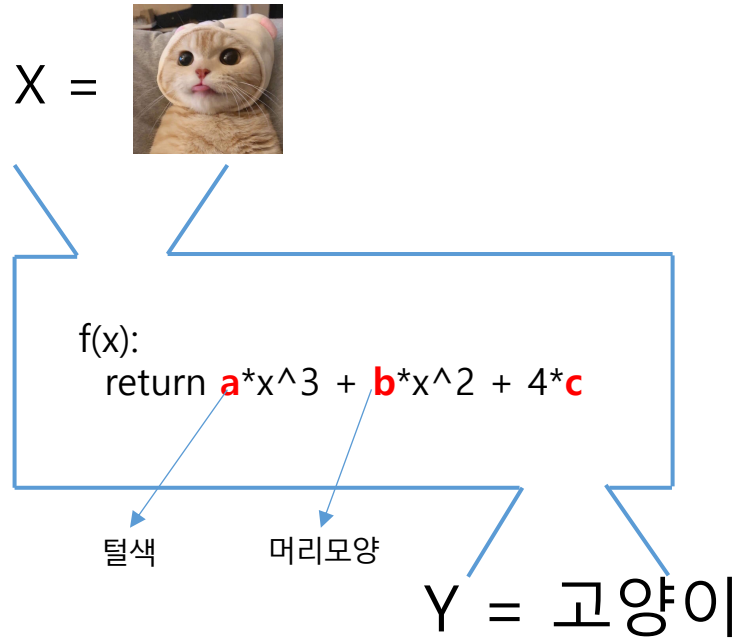 X =
f(x):
return a*x^3 + b*x^2 + 4*c
털색
머리모양
Y = 고양이